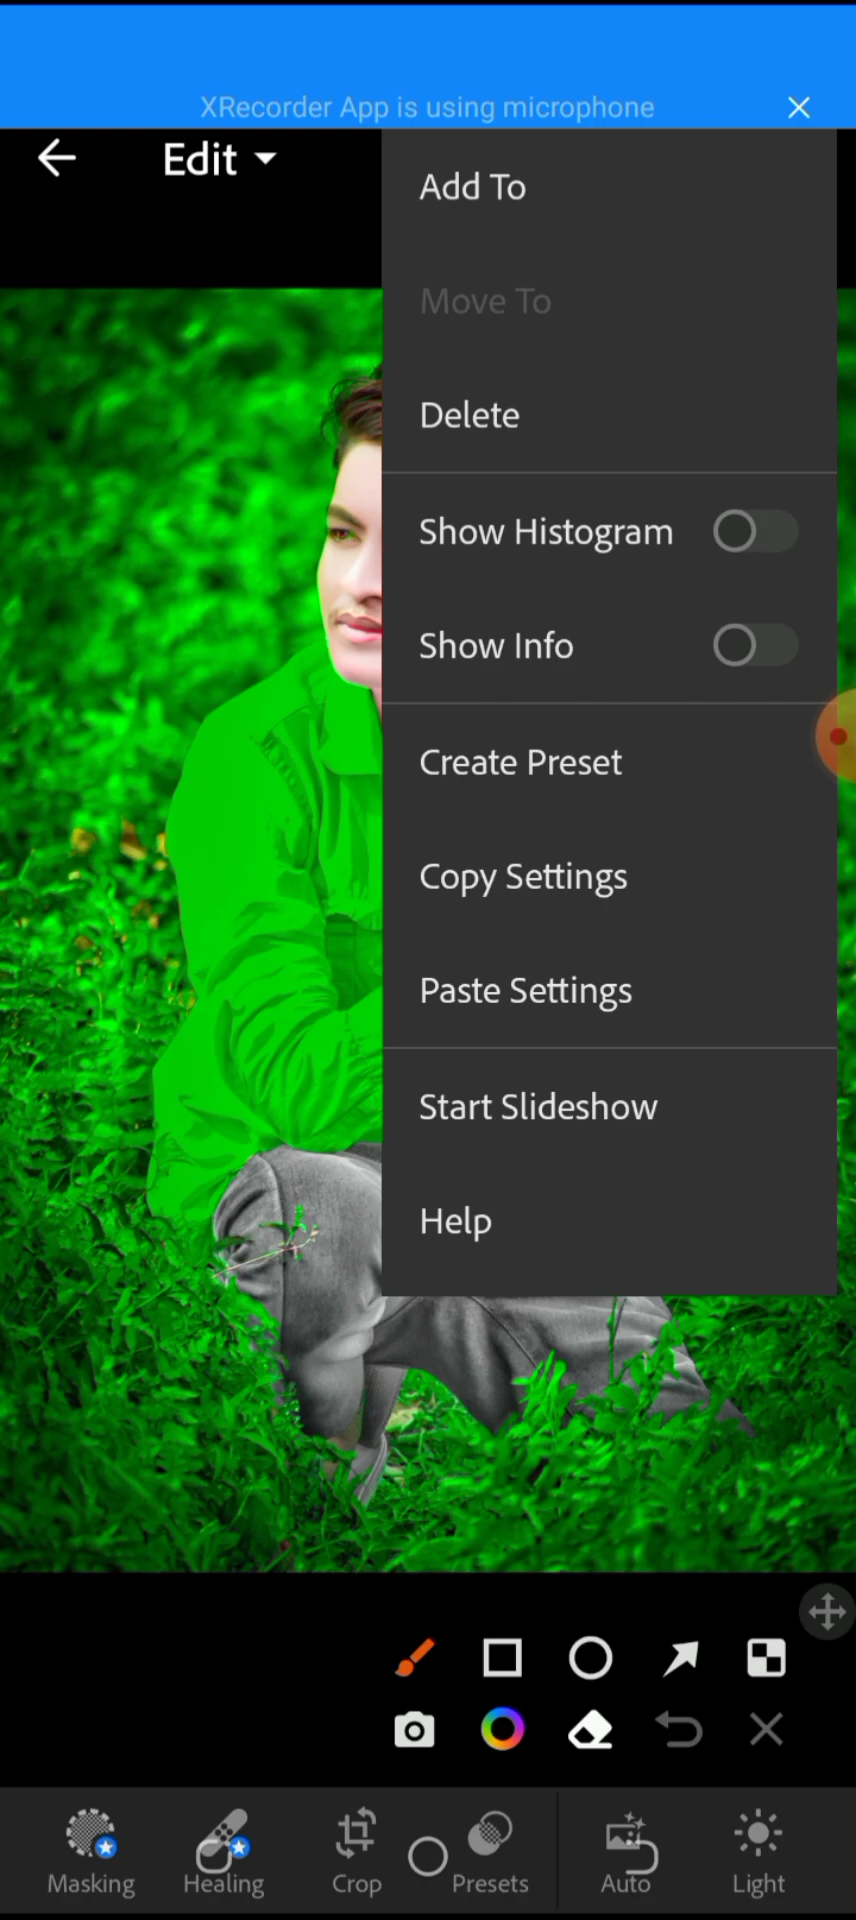 XRecorder App is using microphone
Edit
Add To
Move To
Delete
Show Histogram
Show Info
Create Preset
Copy Settings
Paste Settings
Start Slideshow
Help
Masking
Healing
Crop
Presets
Auto
Light